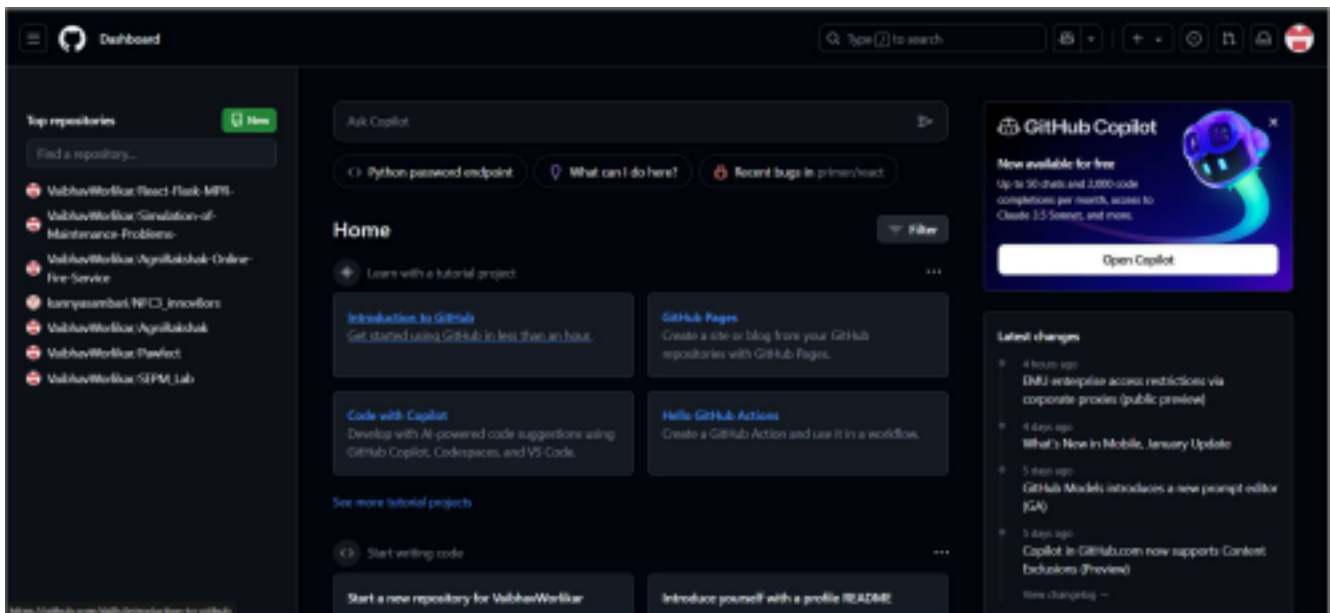 Dashboard
Type / to search
Top repositories
New
Find a repository...
VaibhavWorlikar/React-Flask-MPR-
VaibhavWorlikar/Simulation-of-
Maintenance-Problems-
VaibhavWorlikar/AgniRakshak-Online-
Fire-Service
VaibhavWorlikar/AgniRakshak
VaibhavWorlikar/Pawfect
VaibhavWorlikar/SEPM_Lab
Ask Copilot
Python password endpoint
What can I do here?
Recent bugs in primer/react
Home
Filter
Learn with a tutorial project
Introduction to GitHub
Get started using GitHub in less than an hour.
GitHub Pages
Create a site or blog from your GitHub
repositories with GitHub Pages.
Code with Copilot
Develop with AI-powered code suggestions using
GitHub Copilot, Codespaces, and VS Code.
Hello GitHub Actions
Create a GitHub Action and use it in a workflow.
See more tutorial projects
Start writing code
Start a new repository for VaibhavWorlikar
Introduce yourself with a profile README
GitHub Copilot
Now available for free
Up to 50 chats and 2,000 code
completions per month, access to
Claude 3.5 Sonnet, and more.
Open Copilot
Latest changes
4 hours ago
EMU enterprise access restrictions via
corporate proxies (public preview)
4 days ago
What's New in Mobile, January Update
5 days ago
GitHub Models introduces a new prompt editor
(GA)
5 days ago
Copilot in GitHub.com now supports Content
Exclusions (Preview)
View changelog →